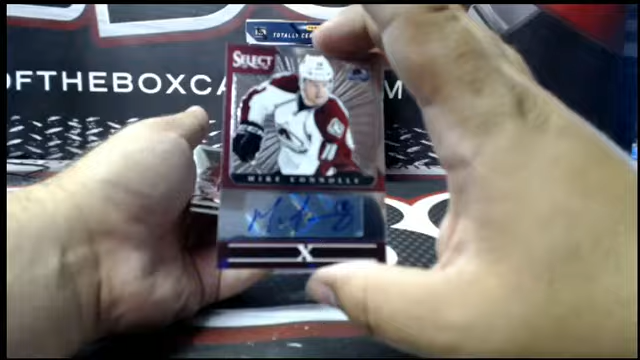 TOTALLY CE
OFTHEBOXCA
M
SELECT
MIKE CONNOLLY
X